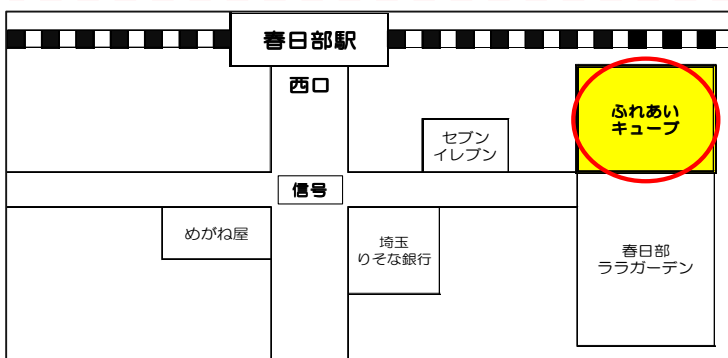 春日部駅
西口
ふれあい
キューブ
セブン
イレブン
信号
めがね屋
埼玉
りそな銀行
春日部
ララガーデン